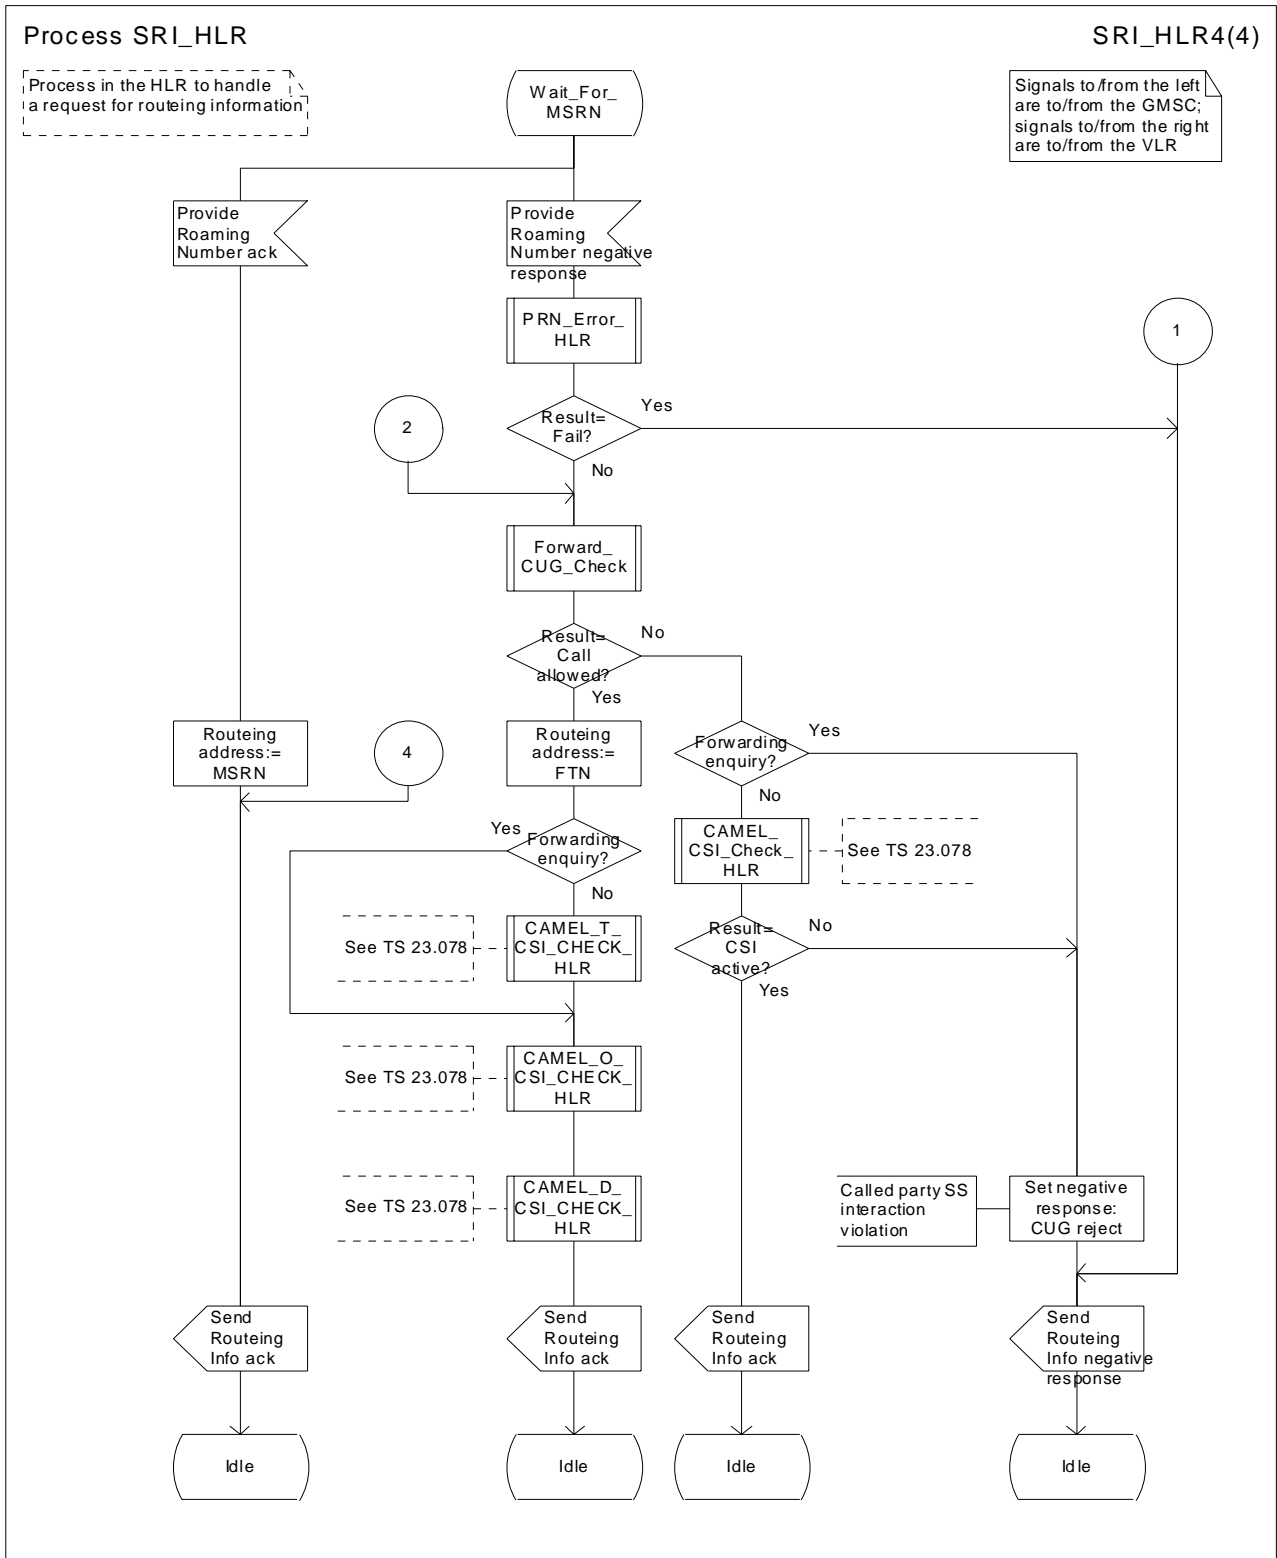 Process SRI_HLR
SRI_HLR4(4)
Process in the HLR to handle
a request for routeing information
Wait_For_
MSRN
Signals to/from the left
are to/from the GMSC;
signals to/from the right
are to/from the VLR
Provide
Roaming
Number ack
Provide
Roaming
Number negative
response
PRN_Error_
HLR
1
Result=
Fail?
Yes
No
2
Forward_
CUG_Check
Result=
Call
allowed?
No
Yes
Routeing
address:=
MSRN
4
Routeing
address:=
FTN
Forwarding
enquiry?
Yes
No
Yes
Forwarding
enquiry?
No
CAMEL_
CSI_Check_
HLR
See TS 23.078
See TS 23.078
CAMEL_T_
CSI_CHECK_
HLR
Result=
CSI
active?
No
Yes
See TS 23.078
CAMEL_O_
CSI_CHECK_
HLR
See TS 23.078
CAMEL_D_
CSI_CHECK_
HLR
Called party SS
interaction
violation
Set negative
response:
CUG reject
Send
Routeing
Info ack
Send
Routeing
Info ack
Send
Routeing
Info ack
Send
Routeing
Info negative
response
Idle
Idle
Idle
Idle